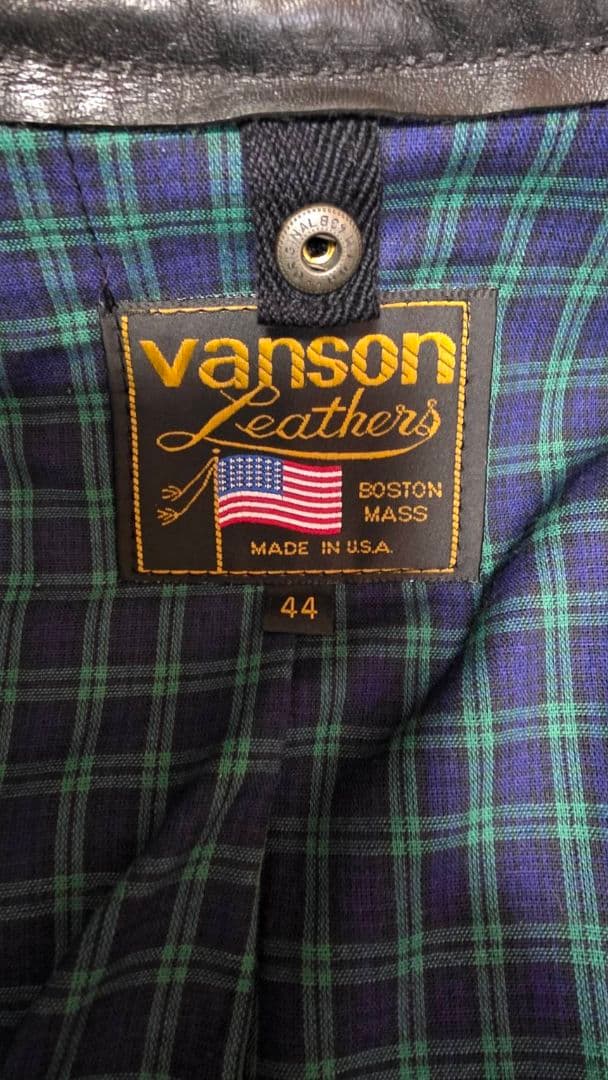 vanson
Leathers
BOSTON
MASS
MADE IN U.S.A.
44